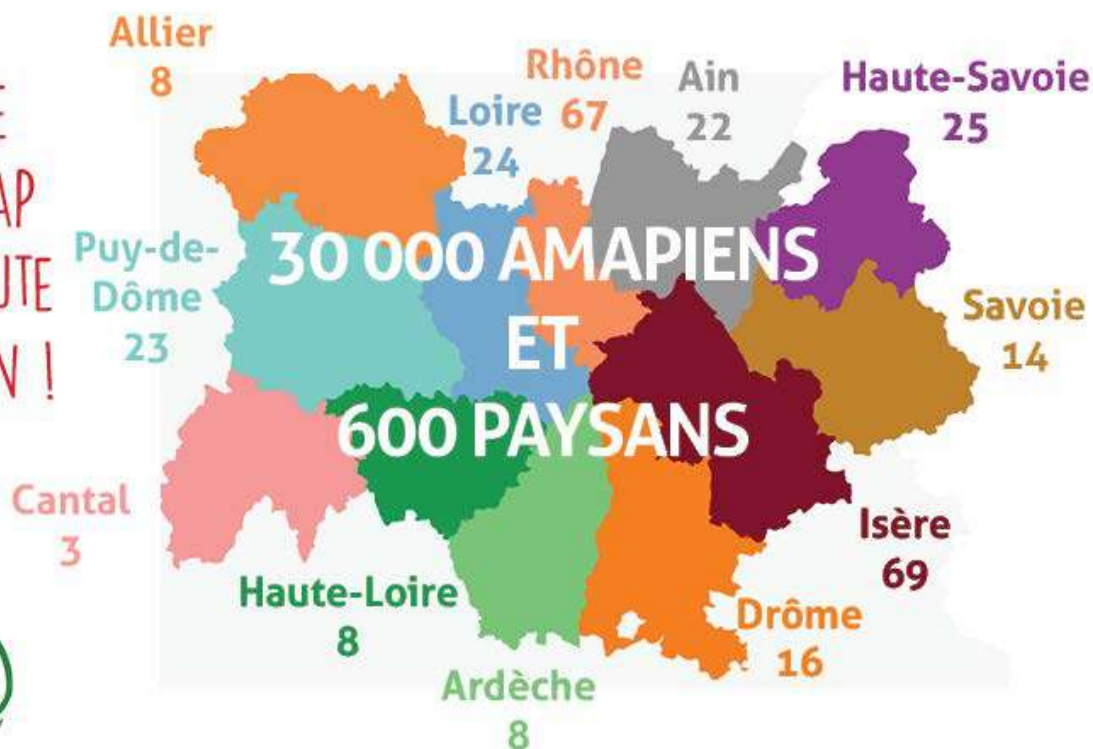 Allier
8
Rhône
67
Loire
24
Ain
22
Haute-Savoie
25
Puy-de-
Dôme
23
30 000 AMAPIENS
ET
600 PAYSANS
Savoie
14
Cantal
3
Isère
69
Haute-Loire
8
Drôme
16
Ardèche
8